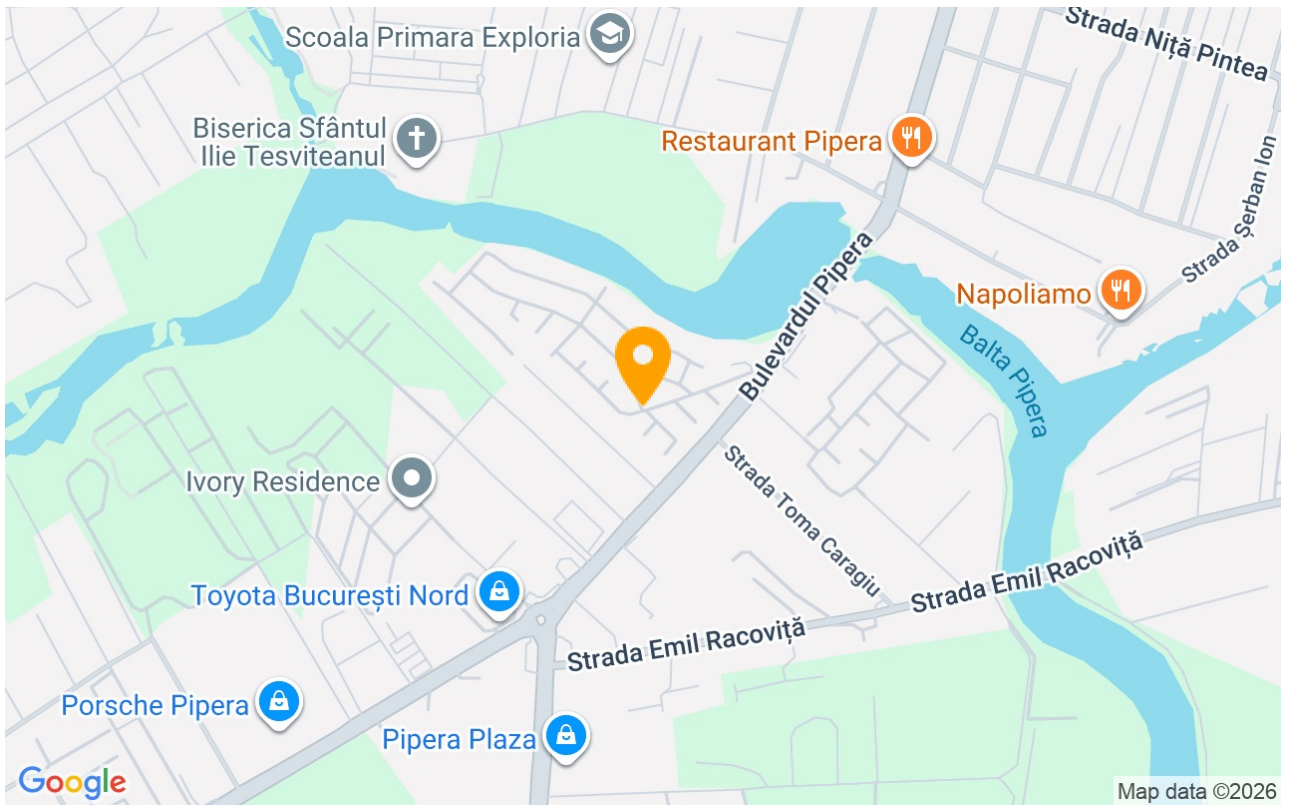 Strada Niță Pintea
Scoala Primara Exploria
Biserica Sfântul
Ilie Tesviteanul
Restaurant Pipera
Strada Șerban Ion
Bulevardul Pipera
Napoliamo
Balta Pipera
Ivory Residence
Strada Toma Caragiu
Toyota București Nord
Strada Emil Racoviță
Strada Emil Racoviță
Porsche Pipera
Pipera Plaza
Google
Map data ©2026